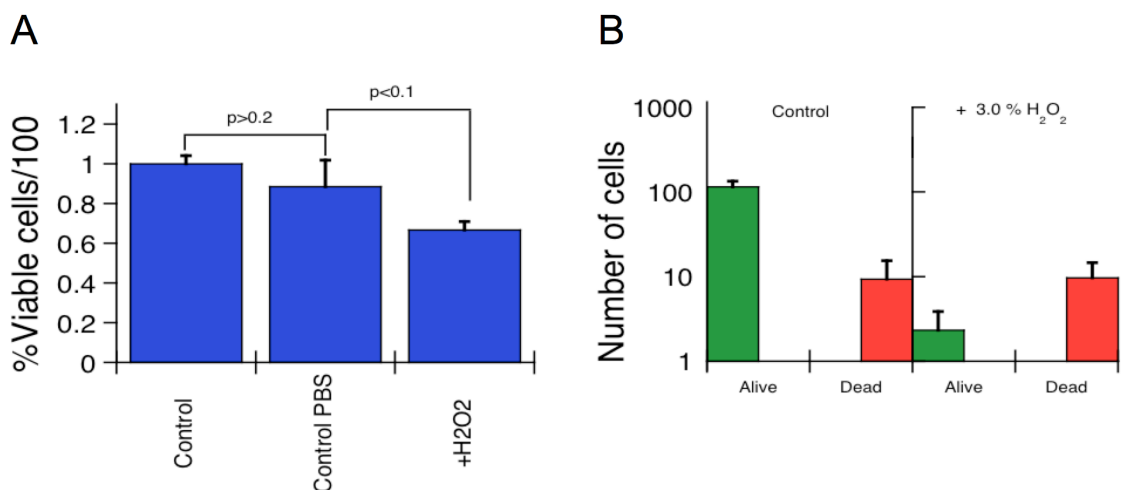 A
%Viable cells/100
1.2
1
0.8
0.6
0.4
0.2
0
p>0.2
p<0.1
Control
Control PBS
+H2O2
B
Number of cells
1000
100
10
1
Control
+ 3.0 % H₂O₂
Alive
Dead
Alive
Dead